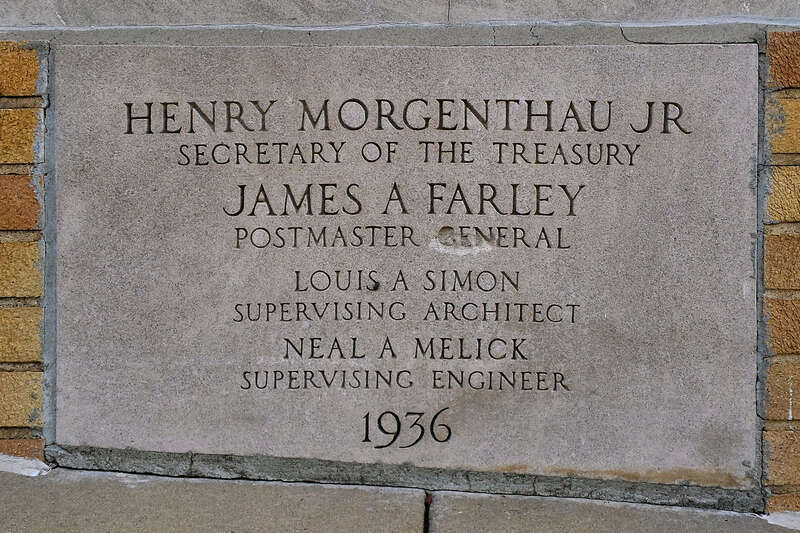 HENRY MORGENTHAU JR
SECRETARY OF THE TREASURY
JAMES A FARLEY
POSTMASTER GENERAL
LOUIS A SIMON
SUPERVISING ARCHITECT
NEAL A MELICK
SUPERVISING ENGINEER
1936